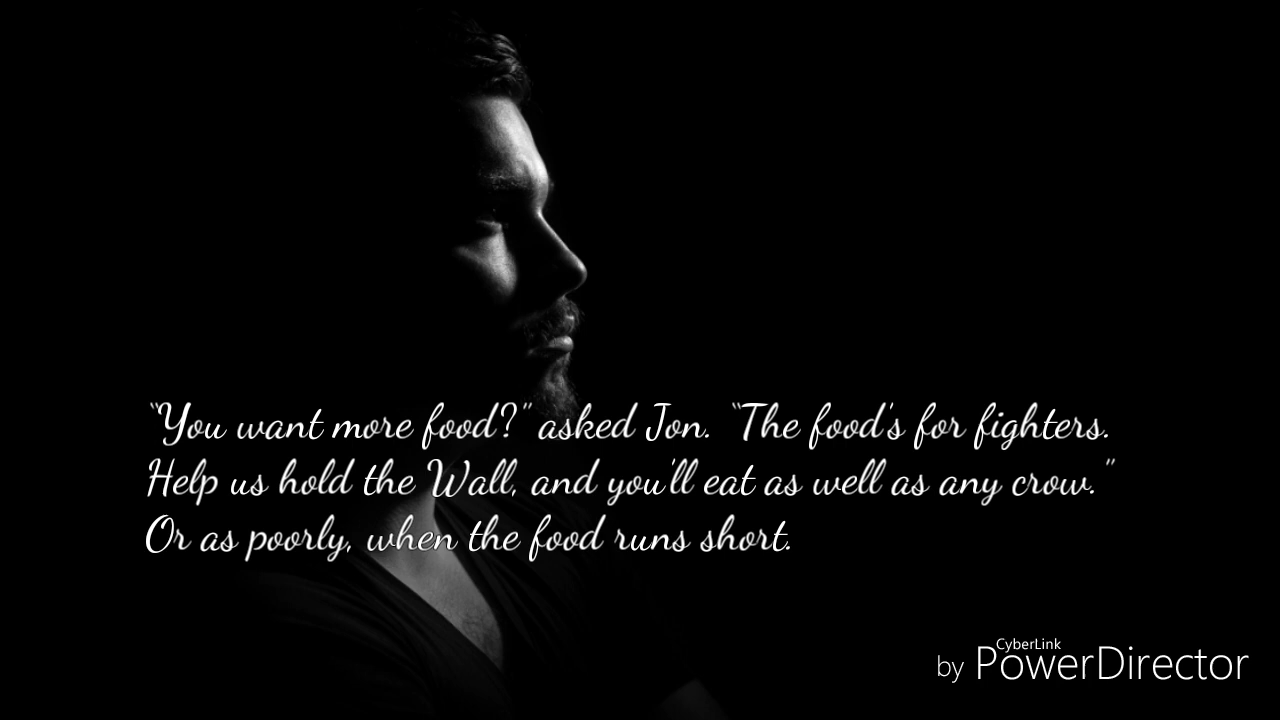 “You want more food?” asked Jon. “The food's for fighters.
Help us hold the Wall, and you'll eat as well as any crow.”
Or as poorly, when the food runs short.
by CyberLink PowerDirector